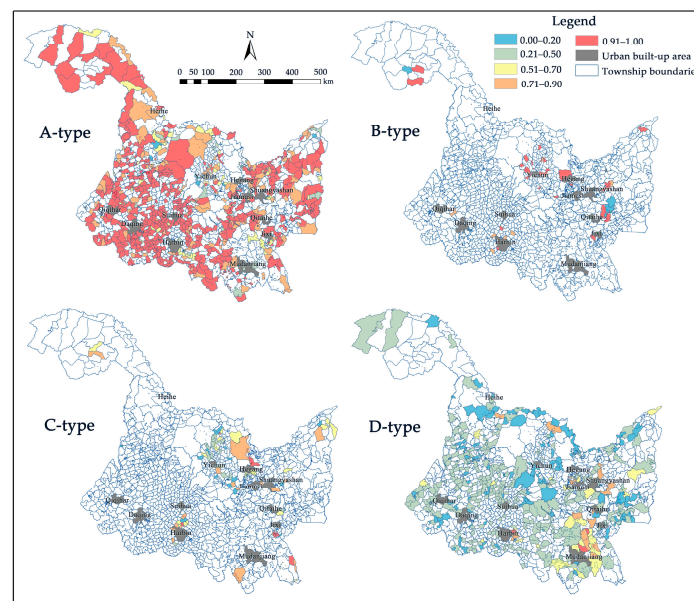 Legend
0.00–0.20
0.91–1.00
0.21–0.50
Urban built-up area
0.51–0.70
Township boundarie
0.71–0.90
N
0 50 100 200 300 400 500
km
A-type
Heihe
Yichun
Hegang
Jiamusi
Shuangyashan
Qiqihar
Suihua
Qitaihe
Daqing
Jixi
Harbin
Mudanjiang
B-type
Heihe
Yichun
Hegang
Jiamusi
Shuangyashan
Qiqihar
Suihua
Qitaihe
Daqing
Jixi
Harbin
Mudanjiang
C-type
Heihe
Yichun
Hegang
Jiamusi
Shuangyashan
Qiqihar
Suihua
Qitaihe
Daqing
Jixi
Harbin
Mudanjiang
D-type
Heihe
Yichun
Hegang
Jiamusi
Shuangyashan
Qiqihar
Suihua
Qitaihe
Daqing
Jixi
Harbin
Mudanjiang